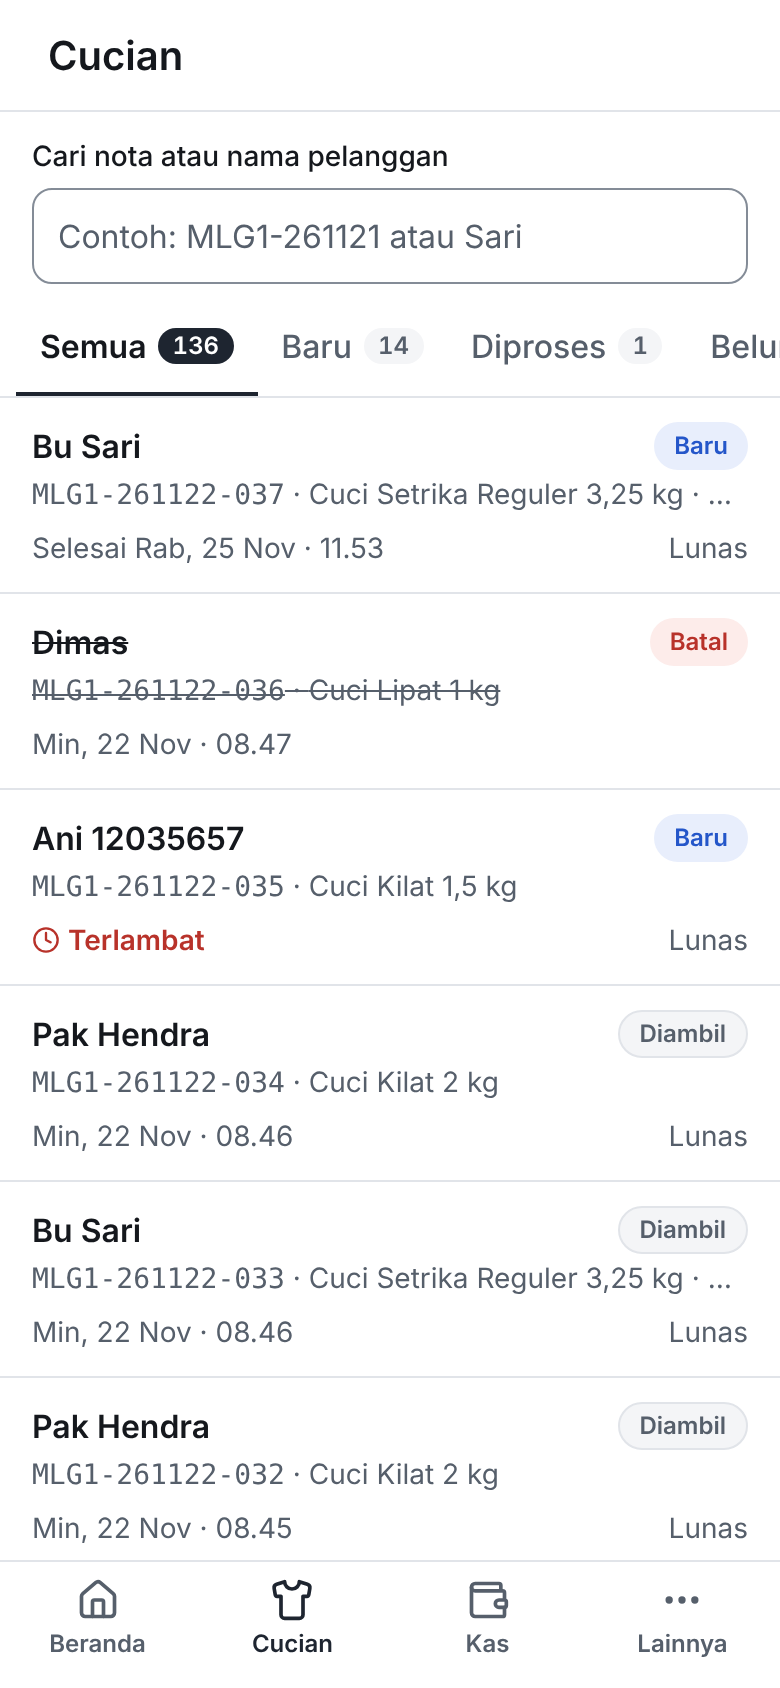 Cucian
Cari nota atau nama pelanggan
Contoh: MLG1-261121 atau Sari
Semua 136 Baru 14 Diproses 1 Belu
Bu Sari Baru
MLG1-261122-037 · Cuci Setrika Reguler 3,25 kg · ...
Selesai Rab, 25 Nov · 11.53 Lunas
Dimas Batal
MLG1-261122-036 · Cuci Lipat 1 kg
Min, 22 Nov · 08.47
Ani 12035657 Baru
MLG1-261122-035 · Cuci Kilat 1,5 kg
Terlambat Lunas
Pak Hendra Diambil
MLG1-261122-034 · Cuci Kilat 2 kg
Min, 22 Nov · 08.46 Lunas
Bu Sari Diambil
MLG1-261122-033 · Cuci Setrika Reguler 3,25 kg · ...
Min, 22 Nov · 08.46 Lunas
Pak Hendra Diambil
MLG1-261122-032 · Cuci Kilat 2 kg
Min, 22 Nov · 08.45 Lunas
Beranda Cucian Kas Lainnya